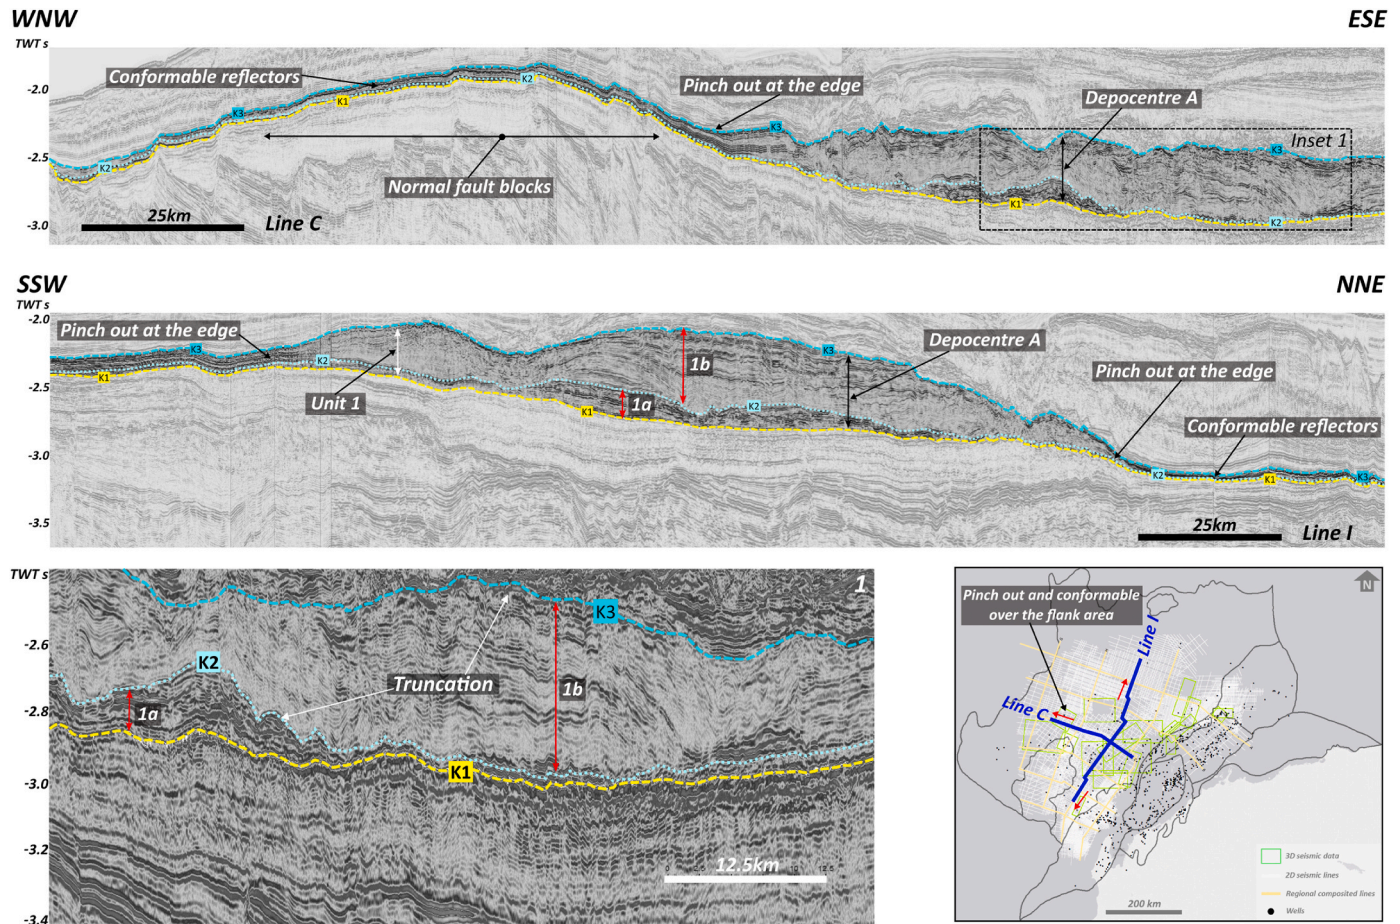 WNW
ESE
TWT s
-2.0
-2.5
-3.0
Conformable reflectors
K2
K1
K3
Pinch out at the edge
K3
Depocentre A
Inset 1
K3
K2
Normal fault blocks
K1
K2
25km
Line C
SSW
NNE
TWT s
-2.0
-2.5
-3.0
-3.5
Pinch out at the edge
K3
K2
K1
Unit 1
1b
K3
Depocentre A
1a
K2
K1
Pinch out at the edge
Conformable reflectors
K2
K1
K3
25km
Line I
TWT s
-2.6
-2.8
-3.0
-3.2
-3.4
1
K3
K2
Truncation
1b
1a
K1
12.5km
Pinch out and conformable
over the flank area
N
Line I
Line C
3D seismic data
2D seismic lines
Regional composited lines
Wells
200 km